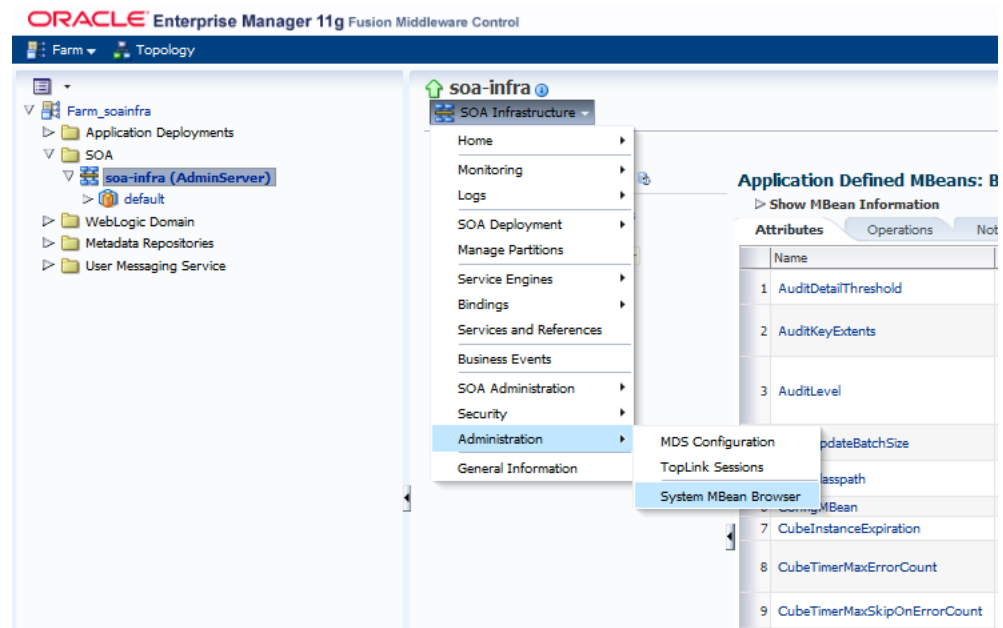 ORACLE Enterprise Manager 11g Fusion Middleware Control
Farm Topology
Farm_soainfra
Application Deployments
SOA
soa-infra (AdminServer)
default
WebLogic Domain
Metadata Repositories
User Messaging Service
soa-infra
SOA Infrastructure
Home
Monitoring
Logs
SOA Deployment
Manage Partitions
Service Engines
Bindings
Services and References
Business Events
SOA Administration
Security
Administration
General Information
MDS Configuration
TopLink Sessions
System MBean Browser
Application Defined MBeans: B
Show MBean Information
Attributes Operations Not
Name
1 AuditDetailThreshold
2 AuditKeyExtents
3 AuditLevel
pdateBatchSize
lasspath
7 CubeInstanceExpiration
8 CubeTimerMaxErrorCount
9 CubeTimerMaxSkipOnErrorCount